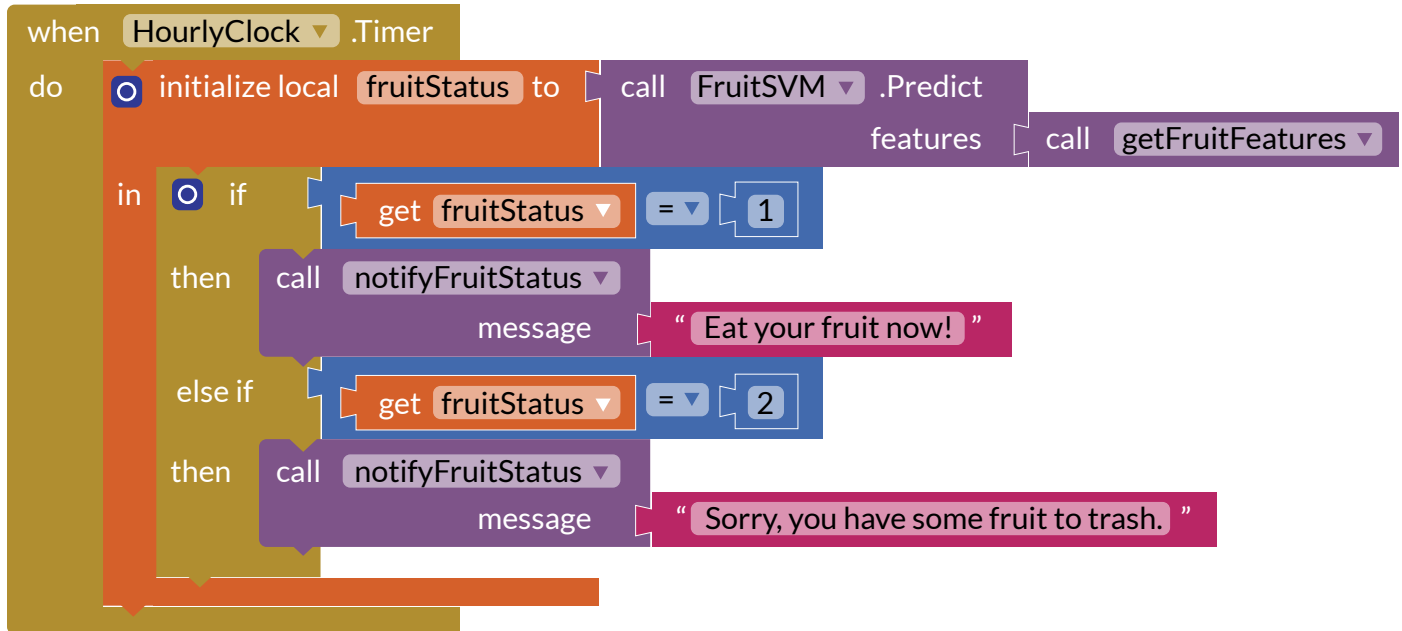 when HourlyClock .Timer
do initialize local fruitStatus to call FruitSVM .Predict
features call getFruitFeatures
in if get fruitStatus = 1
then call notifyFruitStatus
message “ Eat your fruit now! ”
else if get fruitStatus = 2
then call notifyFruitStatus
message “ Sorry, you have some fruit to trash. ”